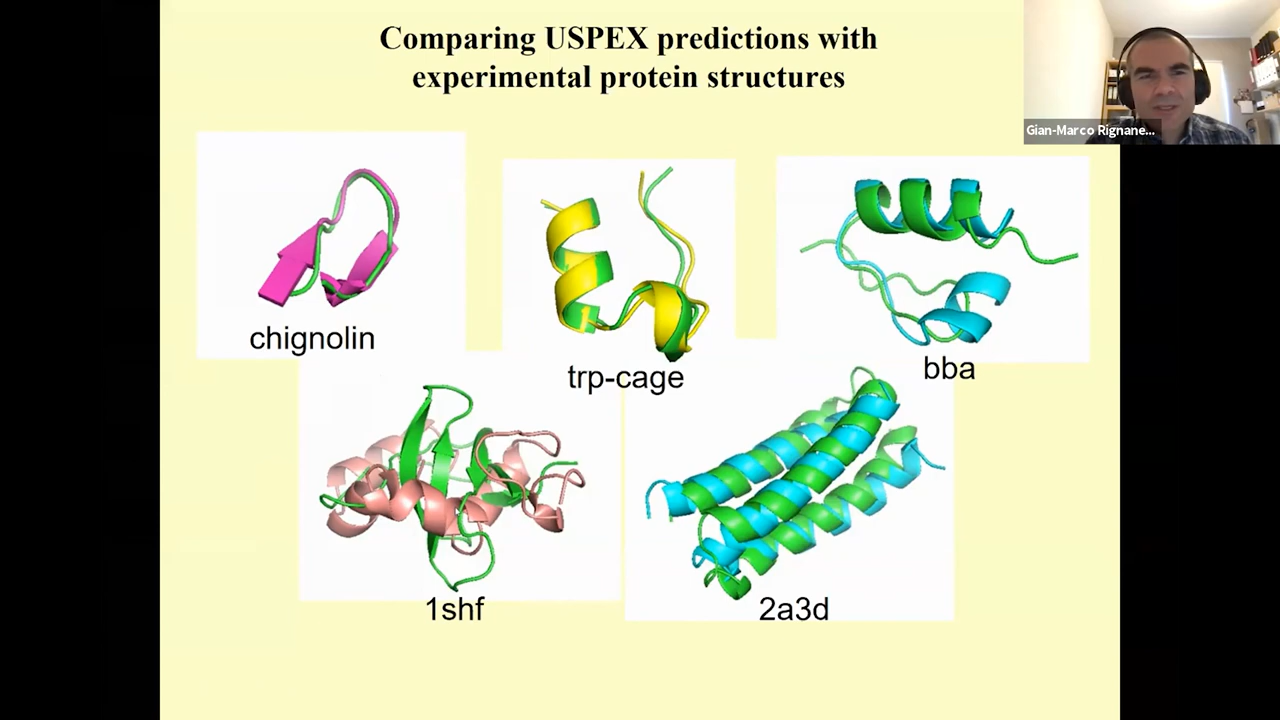 Comparing USPEX predictions with
experimental protein structures
Gian-Marco Rignane...
chignolin
trp-cage
bba
1shf
2a3d